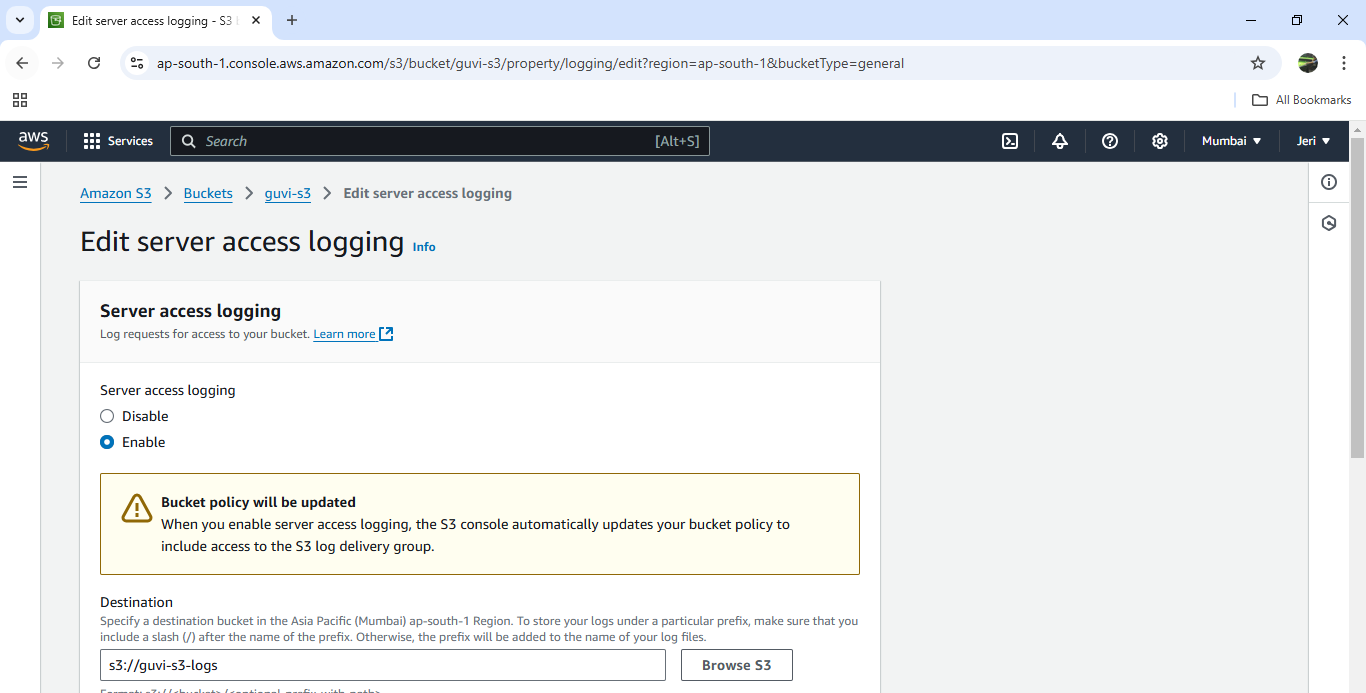 Edit server access logging - S3
ap-south-1.console.aws.amazon.com/s3/bucket/guvi-s3/property/logging/edit?region=ap-south-1&bucketType=general
All Bookmarks
aws
Services
Search
[Alt+S]
Mumbai
Jeri
Amazon S3 > Buckets > guvi-s3 > Edit server access logging
Edit server access logging Info
Server access logging
Log requests for access to your bucket. Learn more
Server access logging
Disable
Enable
Bucket policy will be updated
When you enable server access logging, the S3 console automatically updates your bucket policy to
include access to the S3 log delivery group.
Destination
Specify a destination bucket in the Asia Pacific (Mumbai) ap-south-1 Region. To store your logs under a particular prefix, make sure that you
include a slash (/) after the name of the prefix. Otherwise, the prefix will be added to the name of your log files.
s3://guvi-s3-logs
Browse S3